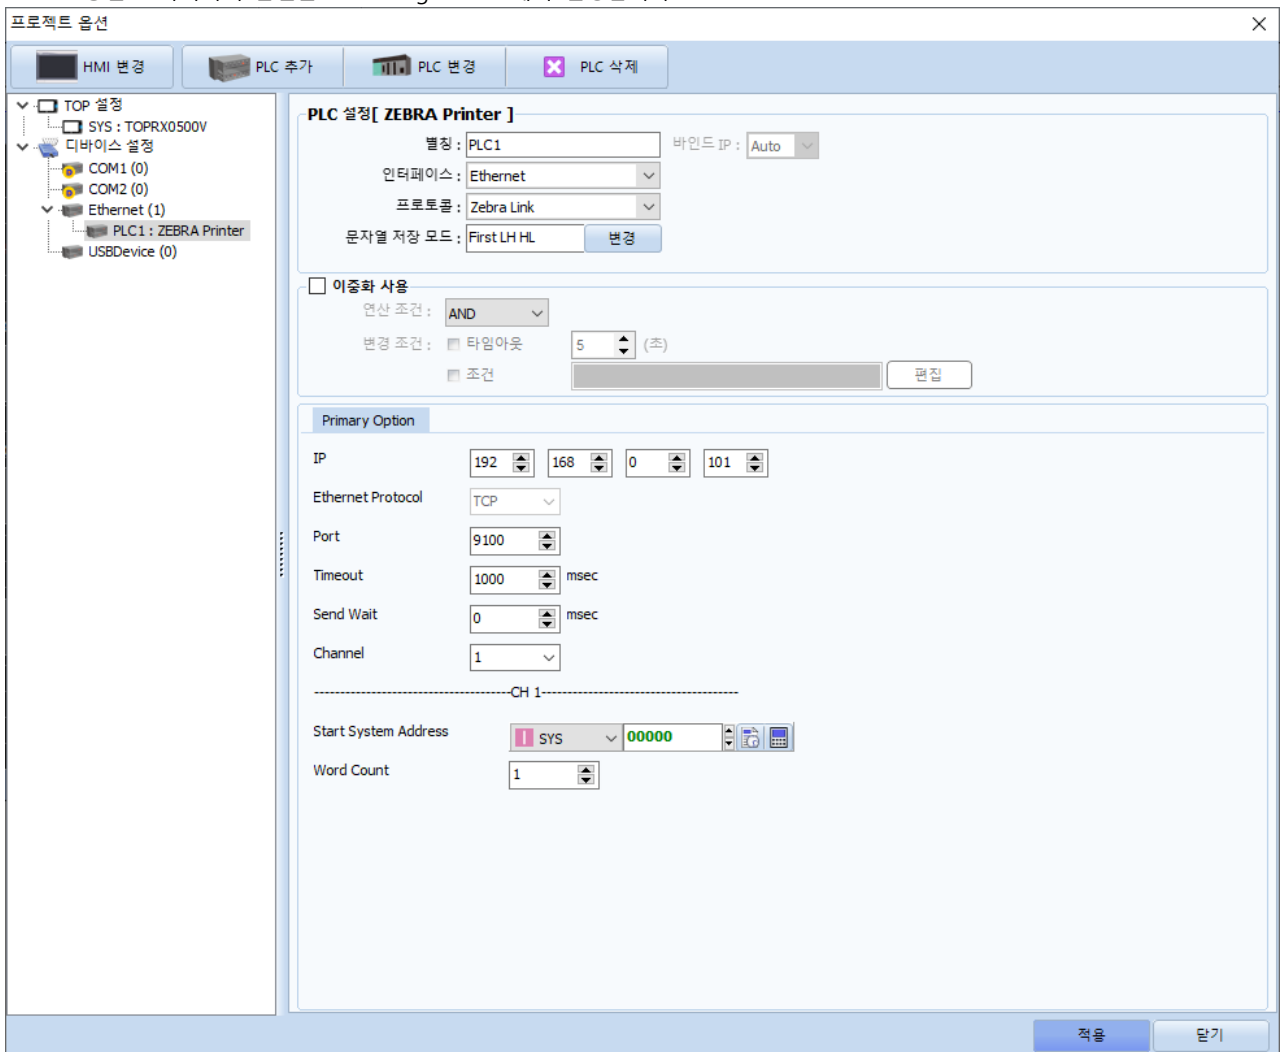 프로젝트 옵션
HMI 변경 PLC 추가 PLC 변경 PLC 삭제
TOP 설정
SYS : TOPRX0500V
디바이스 설정
COM1 (0)
COM2 (0)
Ethernet (1)
PLC1 : ZEBRA Printer
USBDevice (0)
PLC 설정[ ZEBRA Printer ]
별칭 : PLC1 바인드 IP : Auto
인터페이스 : Ethernet
프로토콜 : Zebra Link
문자열 저장 모드 : First LH HL 변경
이중화 사용
연산 조건 : AND
변경 조건 : 타임아웃 5 (초)
조건 편집
Primary Option
IP 192 168 0 101
Ethernet Protocol TCP
Port 9100
Timeout 1000 msec
Send Wait 0 msec
Channel 1
--------------------------------------CH 1--------------------------------------
Start System Address SYS 00000
Word Count 1
적용 닫기